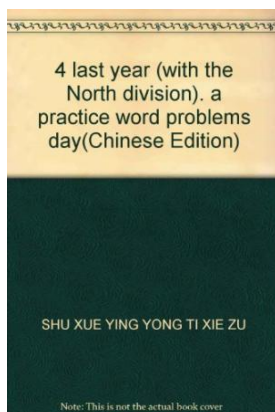 4 last year (with the
North division). a
practice word problems
day(Chinese Edition)
SHU XUE YING YONG TI XIE ZU
Note: This is not the actual book cover